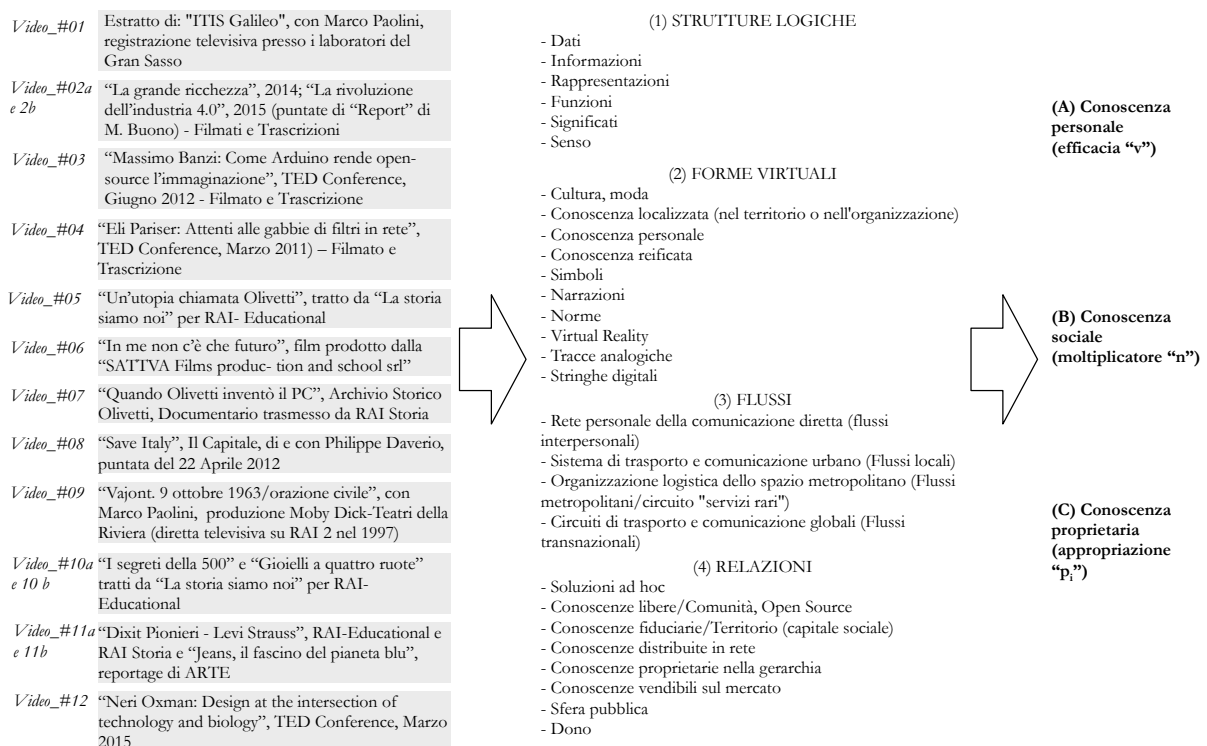 Video_#01
Estratto di: "ITIS Galileo", con Marco Paolini,
registrazione televisiva presso i laboratori del
Gran Sasso
Video_#02a
e 2b
“La grande ricchezza”, 2014; “La rivoluzione
dell’industria 4.0”, 2015 (puntate di “Report” di
M. Buono) - Filmati e Trascrizioni
Video_#03
“Massimo Banzi: Come Arduino rende open-
source l’immaginazione”, TED Conference,
Giugno 2012 - Filmato e Trascrizione
Video_#04
“Eli Pariser: Attenti alle gabbie di filtri in rete”,
TED Conference, Marzo 2011) – Filmato e
Trascrizione
Video_#05
“Un’utopia chiamata Olivetti”, tratto da “La storia
siamo noi” per RAI- Educational
Video_#06
“In me non c’è che futuro”, film prodotto dalla
“SATTVA Films produc- tion and school srl”
Video_#07
“Quando Olivetti inventò il PC”, Archivio Storico
Olivetti, Documentario trasmesso da RAI Storia
Video_#08
“Save Italy”, Il Capitale, di e con Philippe Daverio,
puntata del 22 Aprile 2012
Video_#09
“Vajont. 9 ottobre 1963/orazione civile”, con
Marco Paolini, produzione Moby Dick-Teatri della
Riviera (diretta televisiva su RAI 2 nel 1997)
Video_#10a
e 10 b
“I segreti della 500” e “Gioielli a quattro ruote”
tratti da “La storia siamo noi” per RAI-
Educational
Video_#11a
e 11b
“Dixit Pionieri - Levi Strauss”, RAI-Educational e
RAI Storia e “Jeans, il fascino del pianeta blu”,
reportage di ARTE
Video_#12
“Neri Oxman: Design at the intersection of
technology and biology”, TED Conference, Marzo
2015
(1) STRUTTURE LOGICHE
- Dati
- Informazioni
- Rappresentazioni
- Funzioni
- Significati
- Senso
(2) FORME VIRTUALI
- Cultura, moda
- Conoscenza localizzata (nel territorio o nell'organizzazione)
- Conoscenza personale
- Conoscenza reificata
- Simboli
- Narrazioni
- Norme
- Virtual Reality
- Tracce analogiche
- Stringhe digitali
(3) FLUSSI
- Rete personale della comunicazione diretta (flussi
interpersonali)
- Sistema di trasporto e comunicazione urbano (Flussi locali)
- Organizzazione logistica dello spazio metropolitano (Flussi
metropolitani/circuito "servizi rari")
- Circuiti di trasporto e comunicazione globali (Flussi
transnazionali)
(4) RELAZIONI
- Soluzioni ad hoc
- Conoscenze libere/Comunità, Open Source
- Conoscenze fiduciarie/Territorio (capitale sociale)
- Conoscenze distribuite in rete
- Conoscenze proprietarie nella gerarchia
- Conoscenze vendibili sul mercato
- Sfera pubblica
- Dono
(A) Conoscenza
personale
(efficacia “v”)
(B) Conoscenza
sociale
(moltiplicatore “n”)
(C) Conoscenza
proprietaria
(appropriazione
“pi”)